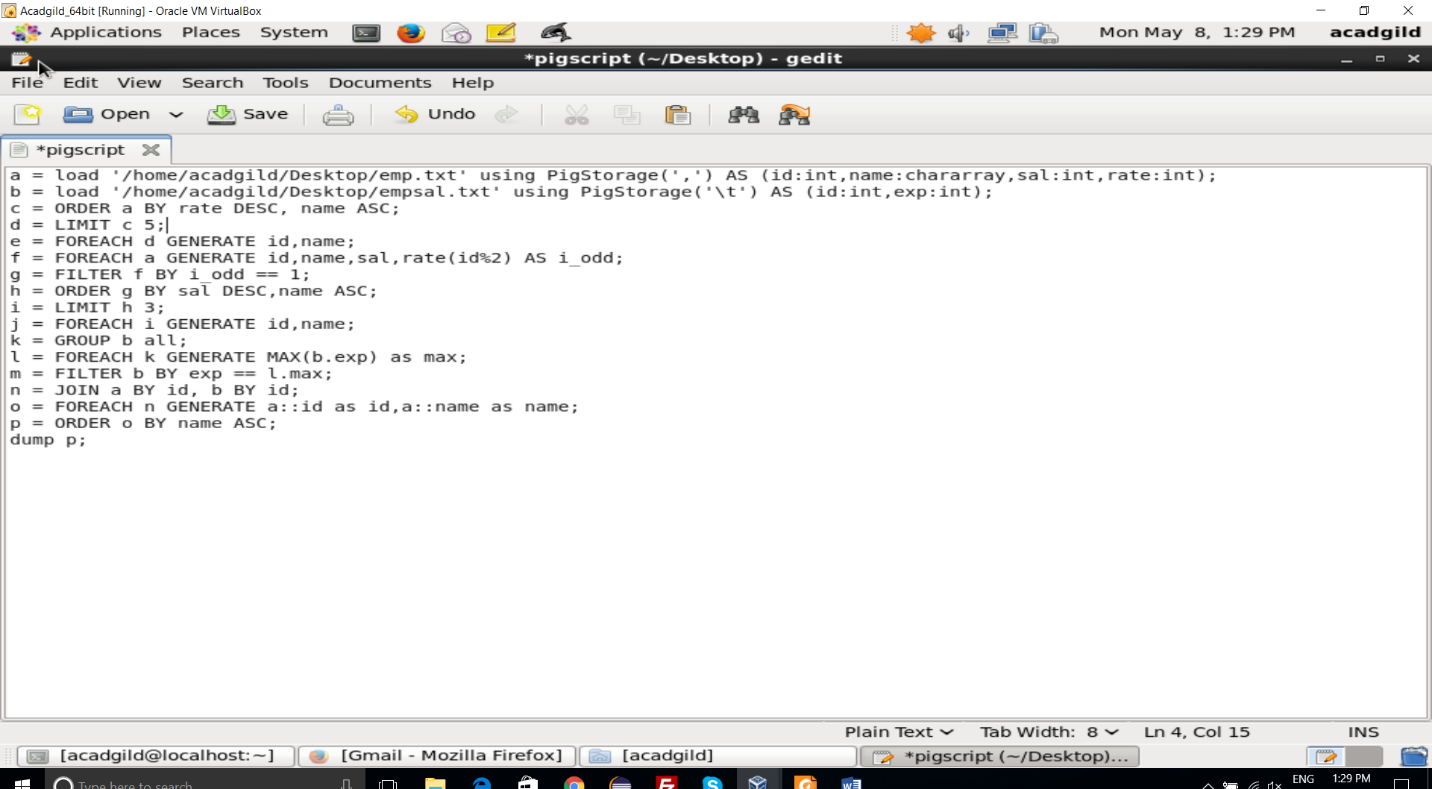 Acadgild_64bit [Running] - Oracle VM VirtualBox
Applications Places System Mon May 8, 1:29 PM acadgild
*pigscript (~/Desktop) - gedit
File Edit View Search Tools Documents Help
Open Save Undo
*pigscript
a = load '/home/acadgild/Desktop/emp.txt' using PigStorage(',') AS (id:int,name:chararray,sal:int,rate:int);
b = load '/home/acadgild/Desktop/empsal.txt' using PigStorage('\t') AS (id:int,exp:int);
c = ORDER a BY rate DESC, name ASC;
d = LIMIT c 5;
e = FOREACH d GENERATE id,name;
f = FOREACH a GENERATE id,name,sal,rate(id%2) AS i_odd;
g = FILTER f BY i_odd == 1;
h = ORDER g BY sal DESC,name ASC;
i = LIMIT h 3;
j = FOREACH i GENERATE id,name;
k = GROUP b all;
l = FOREACH k GENERATE MAX(b.exp) as max;
m = FILTER b BY exp == l.max;
n = JOIN a BY id, b BY id;
o = FOREACH n GENERATE a::id as id,a::name as name;
p = ORDER o BY name ASC;
dump p;
Plain Text Tab Width: 8 Ln 4, Col 15 INS
[acadgild@localhost:~] [Gmail - Mozilla Firefox] [acadgild] *pigscript (~/Desktop)...
Type here to search ENG 1:29 PM